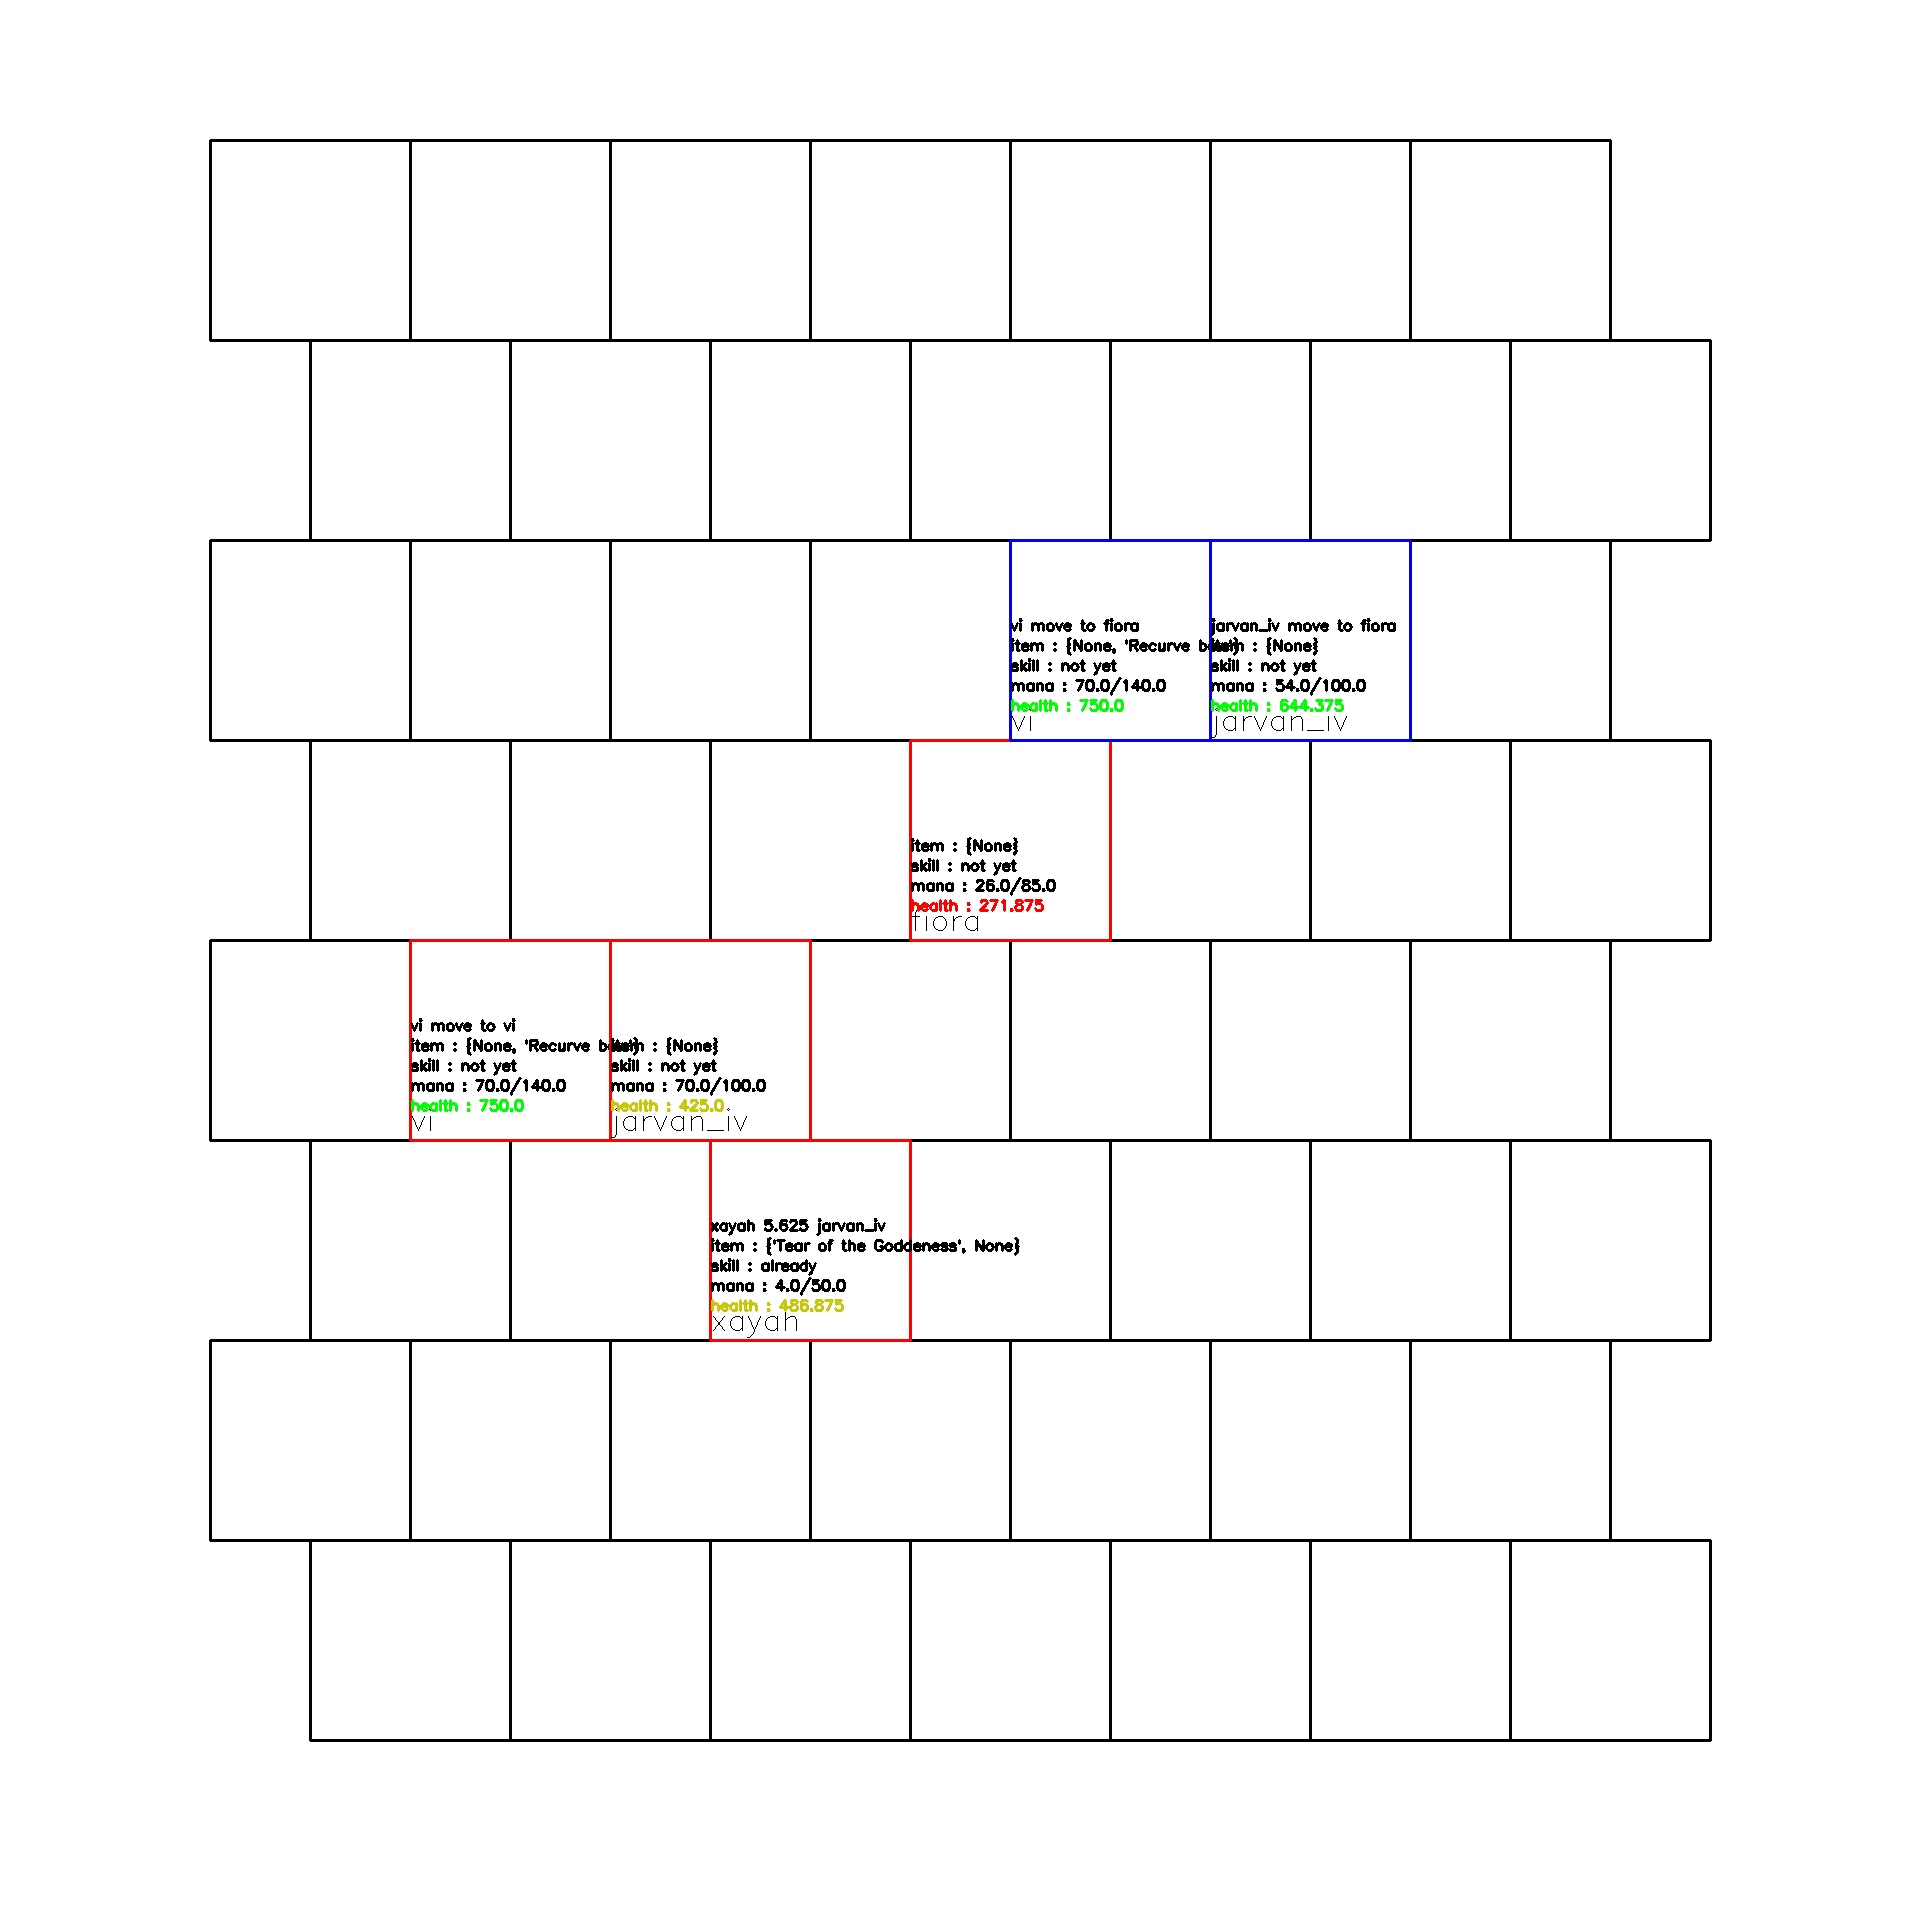 vi move to fiora
item : {None, 'Recurve bow'}
skill : not yet
mana : 70.0/140.0
health : 750.0
vi
jarvan_iv move to fiora
item : {None}
skill : not yet
mana : 54.0/100.0
health : 644.375
jarvan_iv
item : {None}
skill : not yet
mana : 26.0/85.0
health : 271.875
fiora
vi move to vi
item : {None, 'Recurve bow'}
skill : not yet
mana : 70.0/140.0
health : 750.0
vi
item : {None}
skill : not yet
mana : 70.0/100.0
health : 425.0
jarvan_iv
xayah 5.625 jarvan_iv
item : {'Tear of the Goddeness', None}
skill : already
mana : 4.0/50.0
health : 486.875
xayah